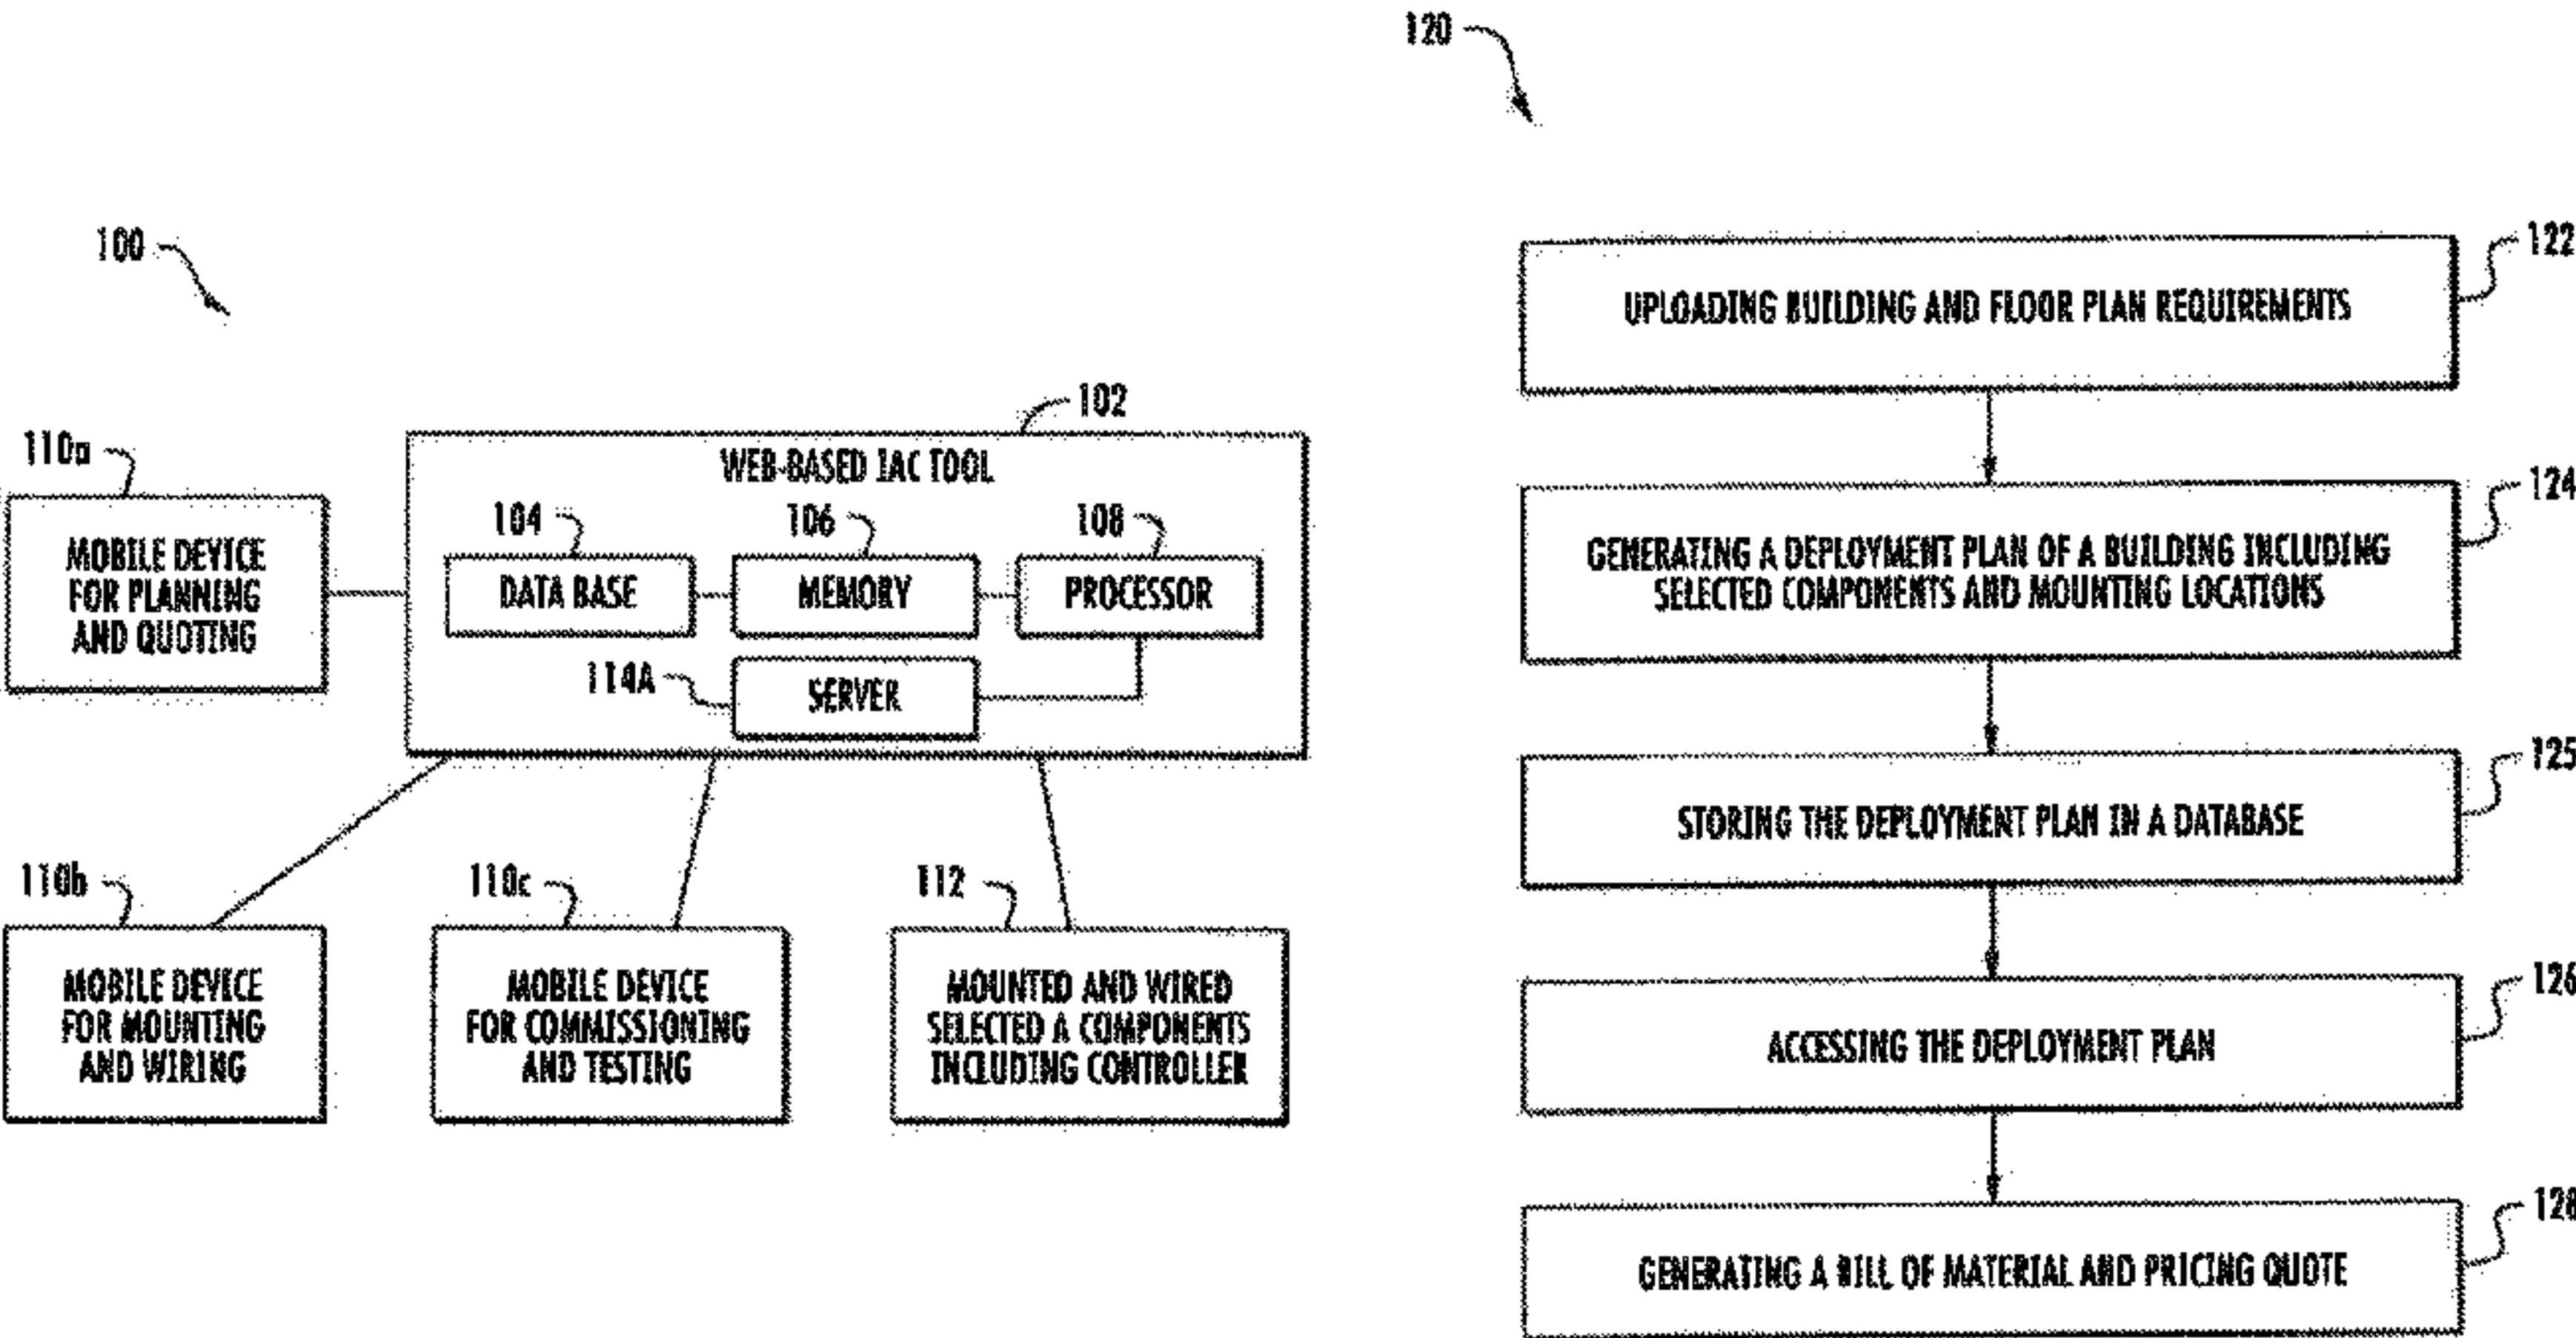 120
100
102
110a
WEB-BASED IAC TOOL
104
106
108
MOBILE DEVICE
FOR PLANNING
AND QUOTING
DATA BASE
MEMORY
PROCESSOR
114A
SERVER
110b
110c
112
MOBILE DEVICE
FOR MOUNTING
AND WIRING
MOBILE DEVICE
FOR COMMISSIONING
AND TESTING
MOUNTED AND WIRED
SELECTED A COMPONENTS
INCLUDING CONTROLLER
122
UPLOADING BUILDING AND FLOOR PLAN REQUIREMENTS
124
GENERATING A DEPLOYMENT PLAN OF A BUILDING INCLUDING
SELECTED COMPONENTS AND MOUNTING LOCATIONS
125
STORING THE DEPLOYMENT PLAN IN A DATABASE
126
ACCESSING THE DEPLOYMENT PLAN
128
GENERATING A BILL OF MATERIAL AND PRICING QUOTE